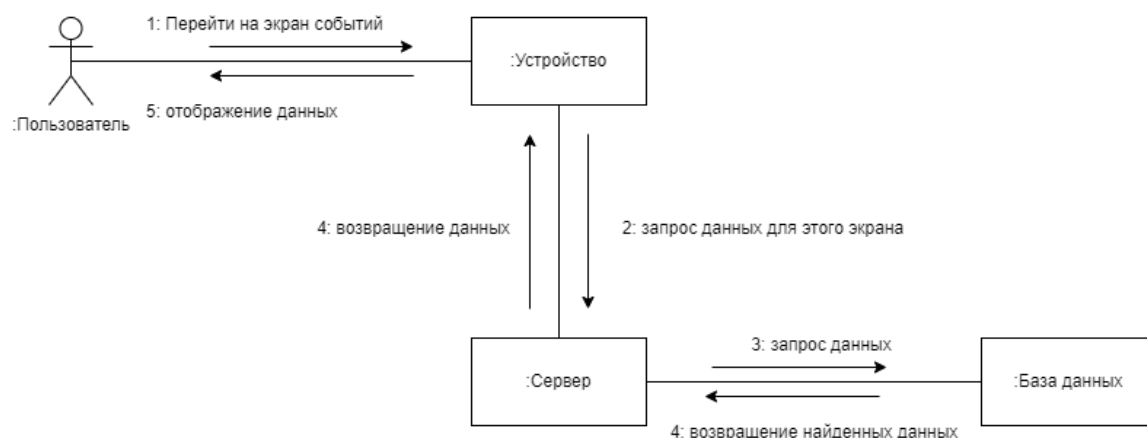 1: Перейти на экран событий
:Устройство
5: отображение данных
:Пользователь
4: возвращение данных
2: запрос данных для этого экрана
3: запрос данных
:Сервер
:База данных
4: возвращение найденных данных